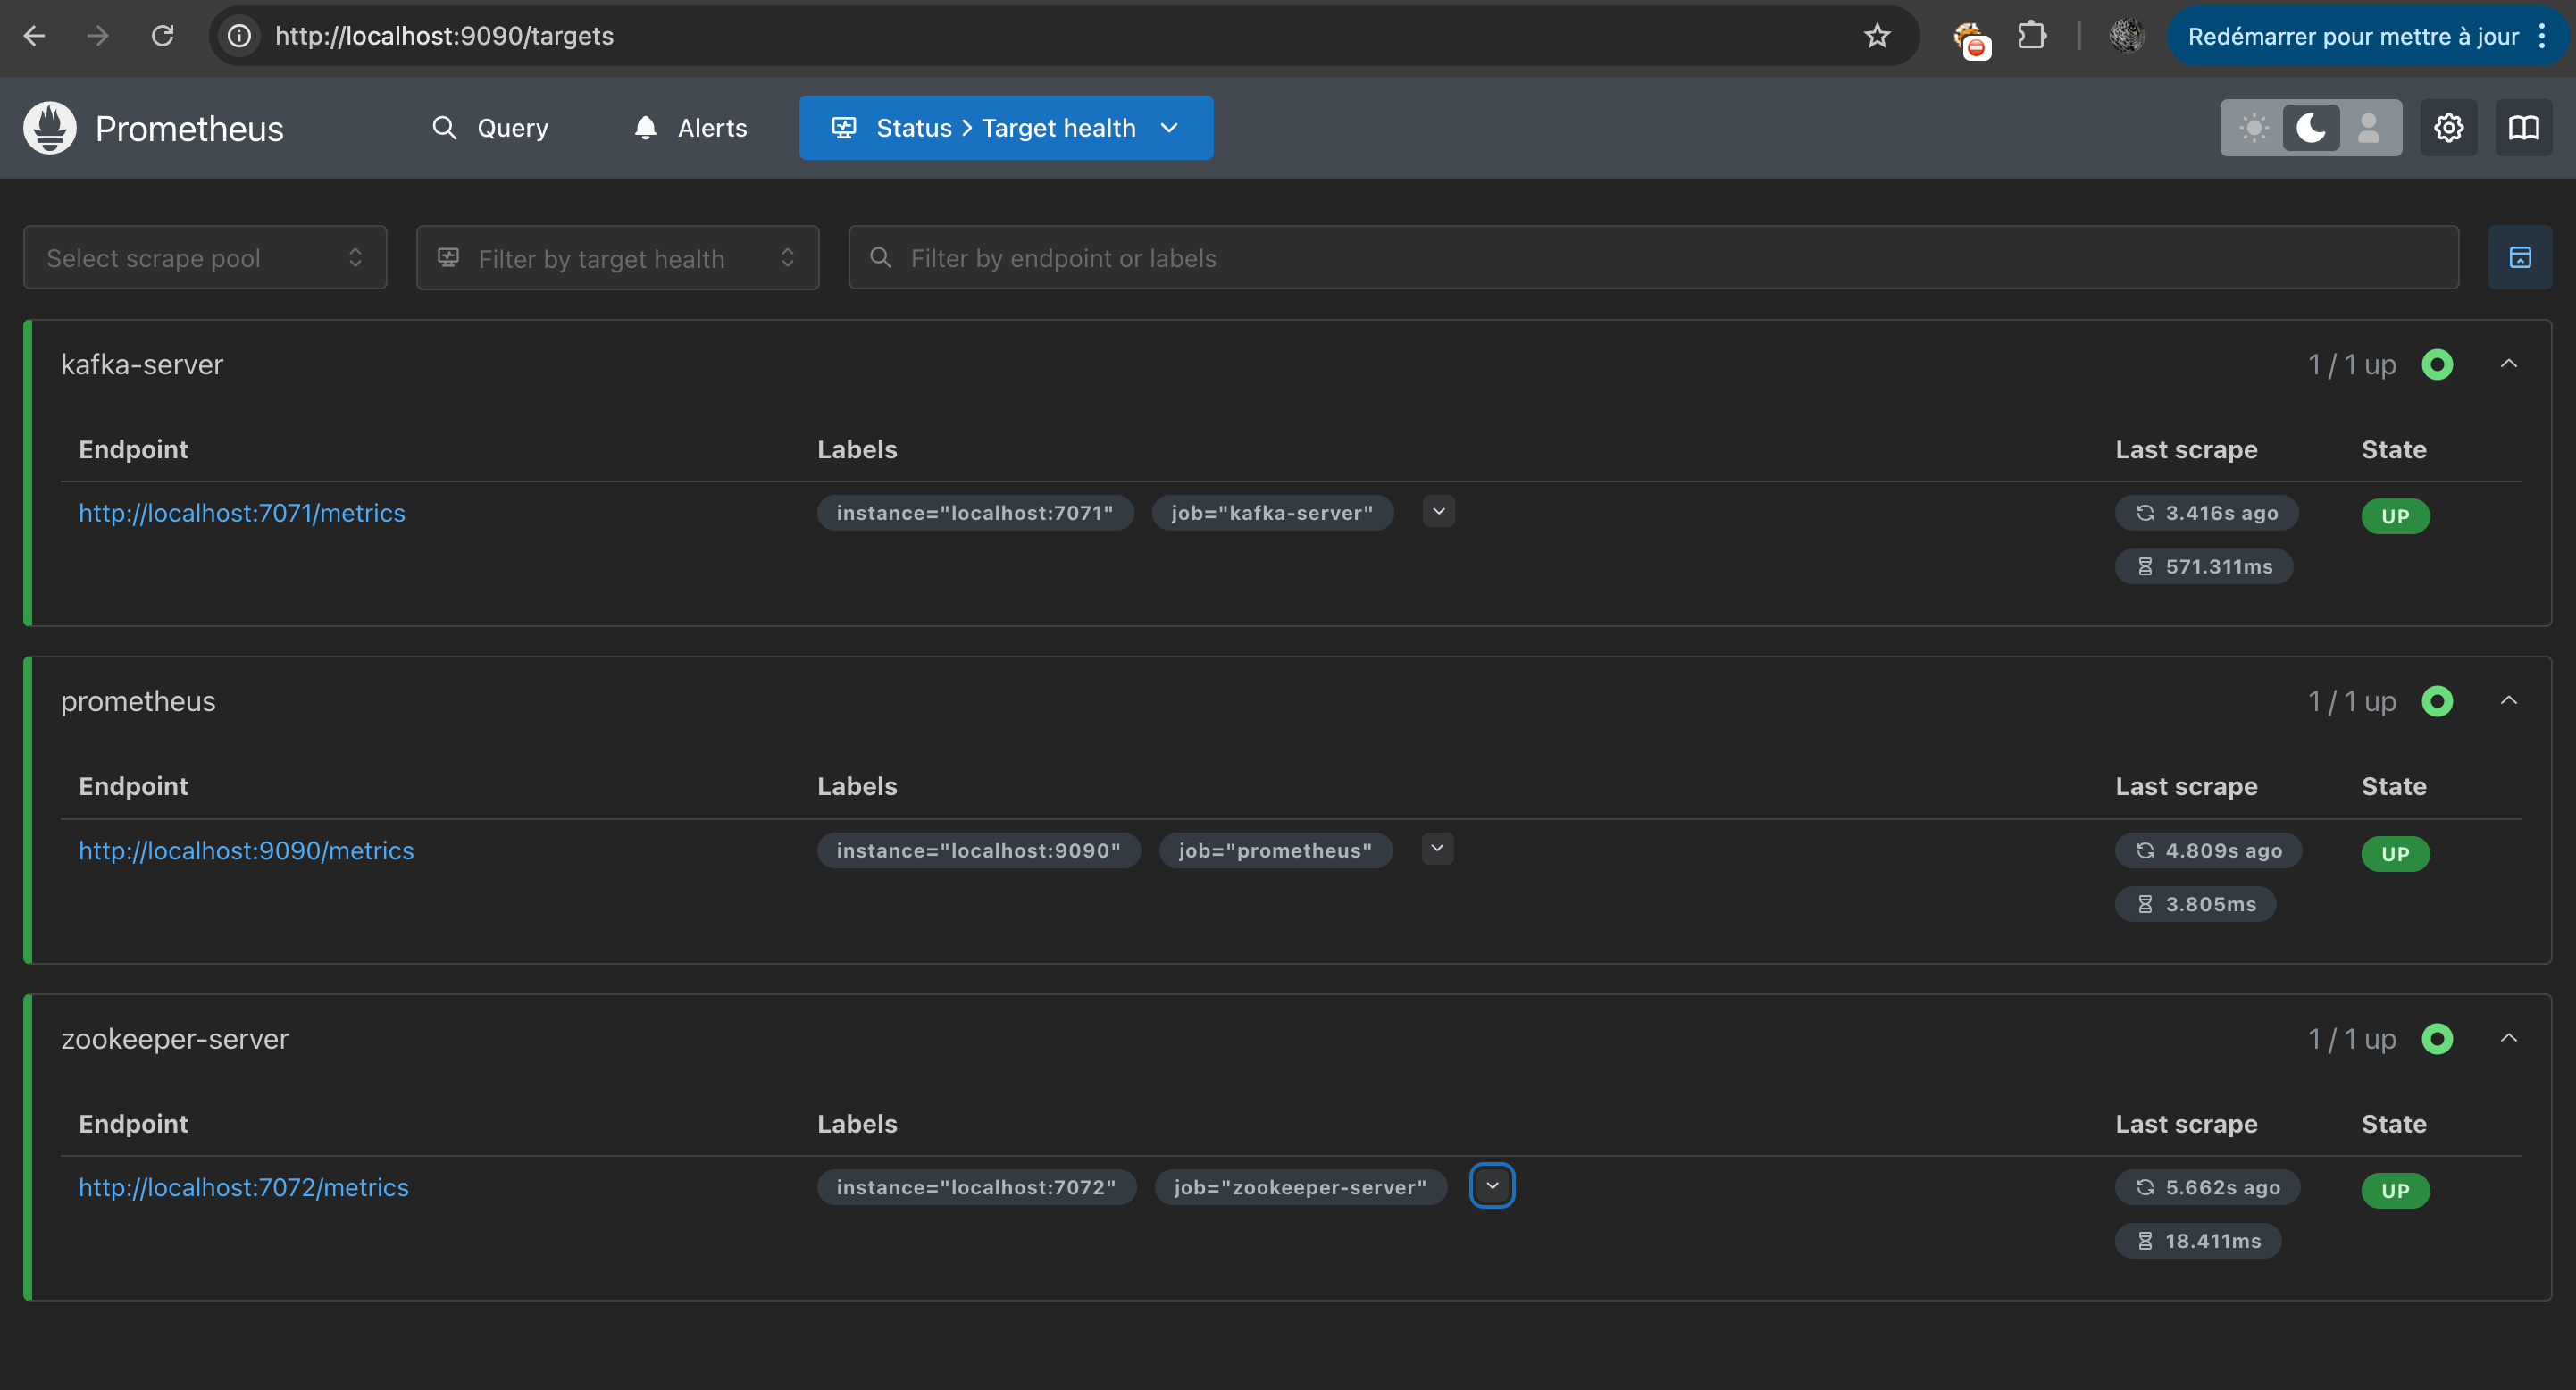 http://localhost:9090/targets
Redémarrer pour mettre à jour
Prometheus Query Alerts Status > Target health
Select scrape pool Filter by target health Filter by endpoint or labels
kafka-server 1 / 1 up
Endpoint Labels Last scrape State
http://localhost:7071/metrics instance="localhost:7071" job="kafka-server" 3.416s ago UP
571.311ms
prometheus 1 / 1 up
Endpoint Labels Last scrape State
http://localhost:9090/metrics instance="localhost:9090" job="prometheus" 4.809s ago UP
3.805ms
zookeeper-server 1 / 1 up
Endpoint Labels Last scrape State
http://localhost:7072/metrics instance="localhost:7072" job="zookeeper-server" 5.662s ago UP
18.411ms